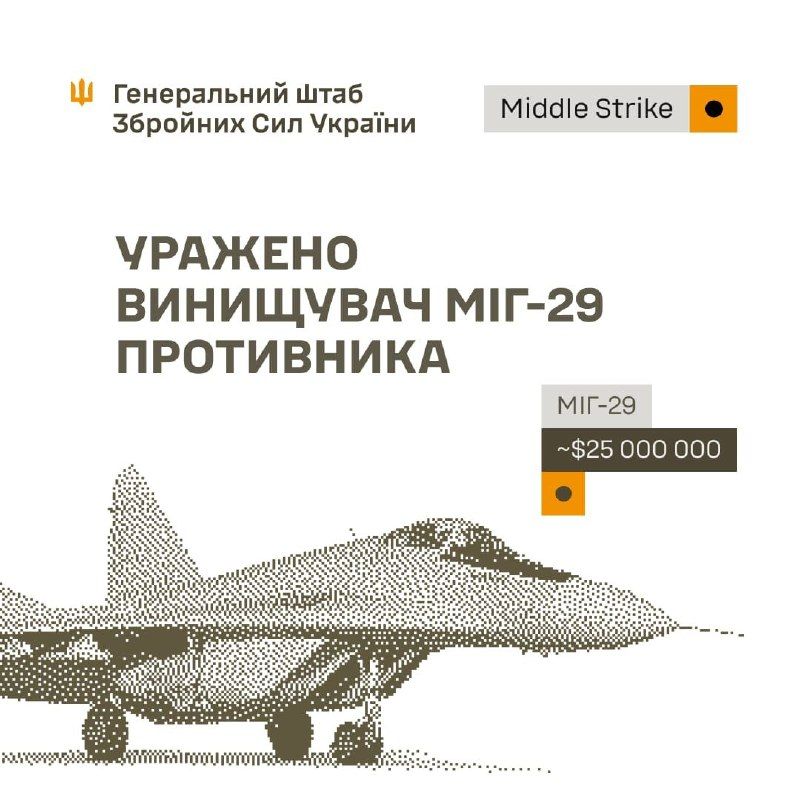 Генеральний Штаб
Збройних Сил України
Middle Strike
УРАЖЕНО
ВИНИЩУВАЧ МІГ-29
ПРОТИВНИКА
МІГ-29
~$25 000 000